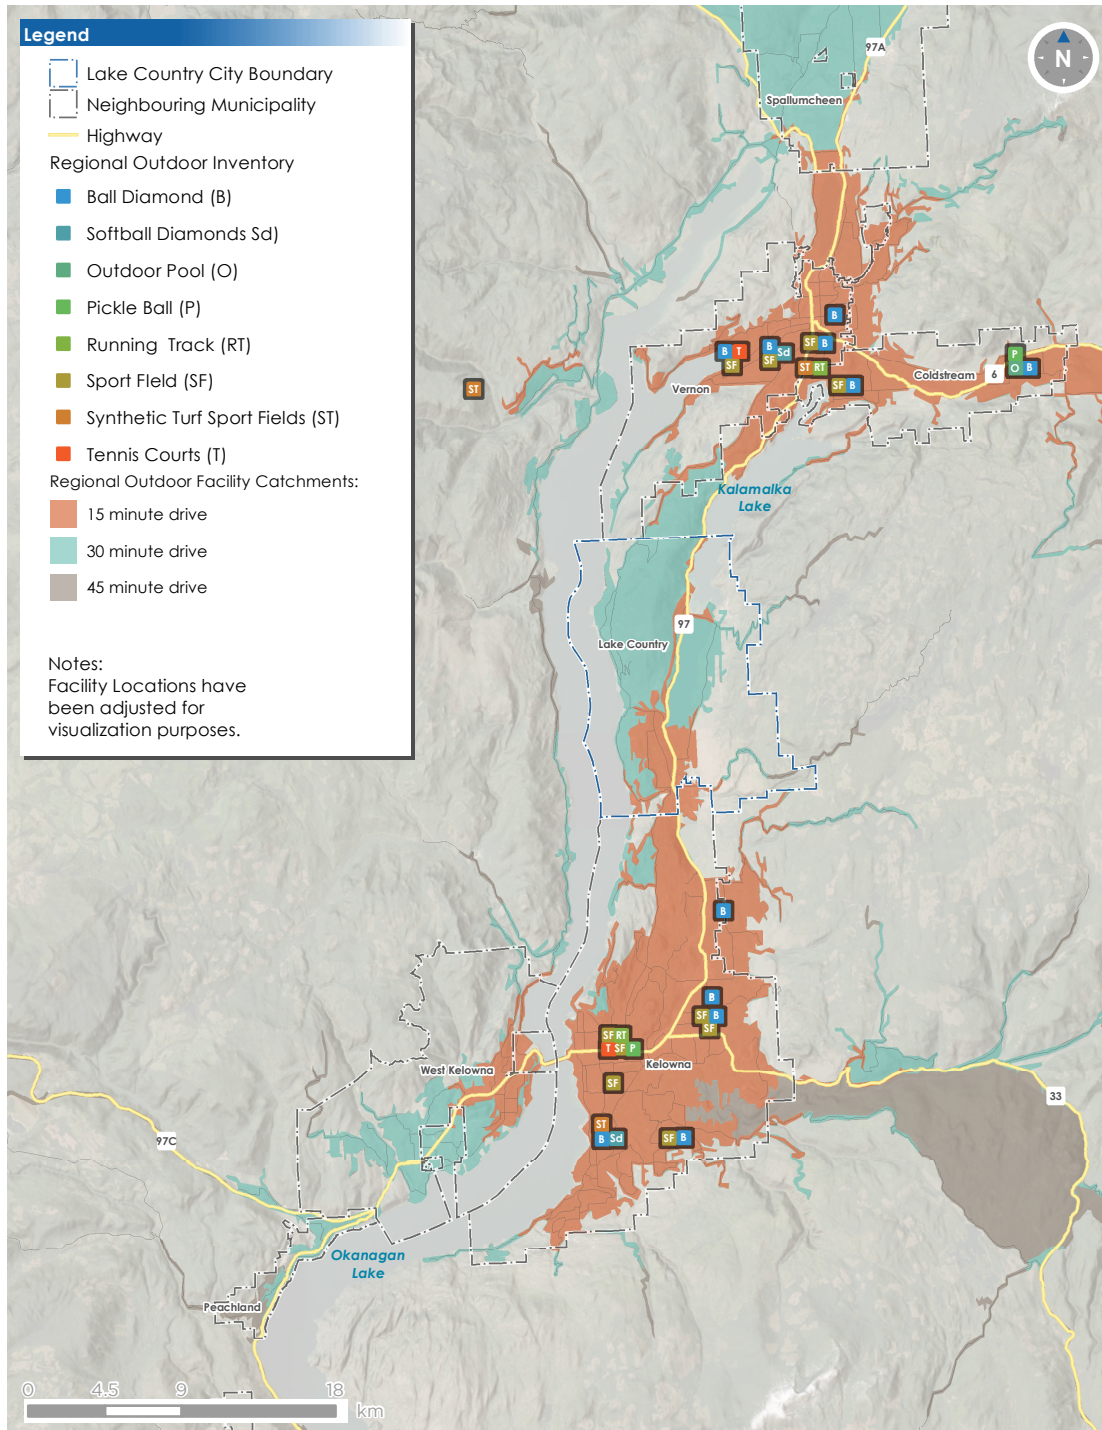 Legend
Lake Country City Boundary
Neighbouring Municipality
Highway
Regional Outdoor Inventory
Ball Diamond (B)
Softball Diamonds Sd)
Outdoor Pool (O)
Pickle Ball (P)
Running Track (RT)
Sport FIeld (SF)
Synthetic Turf Sport Fields (ST)
Tennis Courts (T)
Regional Outdoor Facility Catchments:
15 minute drive
30 minute drive
45 minute drive
Notes:
Facility Locations have
been adjusted for
visualization purposes.
N
97A
Spallumcheen
B
B T
SF
B
Sd
SF
SF B
ST RT
SF B
P
O B
6
Coldstream
Vernon
ST
Kalamalka
Lake
97
Lake Country
B
B
SF B
SF
SF RT
T SF P
Kelowna
SF
ST
B Sd
SF B
West Kelowna
33
97C
Okanagan
Lake
Peachland
0 4.5 9 18
km